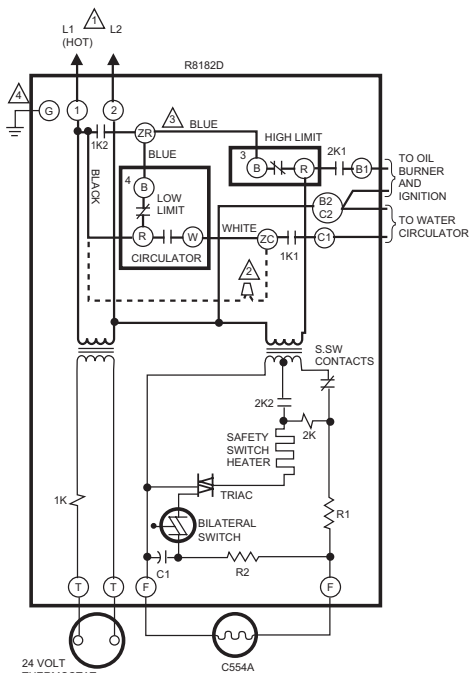 L1
(HOT)
1
L2
R8182D
4
G
1
2
1K2
ZR
3
BLUE
BLUE
BLACK
HIGH LIMIT
3
B
R
2K1
B1
TO OIL
BURNER
AND
IGNITION
4
B
LOW
LIMIT
R
W
CIRCULATOR
WHITE
ZC
1K1
C1
B2
C2
TO WATER
CIRCULATOR
2
S.SW
CONTACTS
2K2
2K
SAFETY
SWITCH
HEATER
TRIAC
1K
BILATERAL
SWITCH
R1
C1
R2
T
T
F
F
24 VOLT
C554A